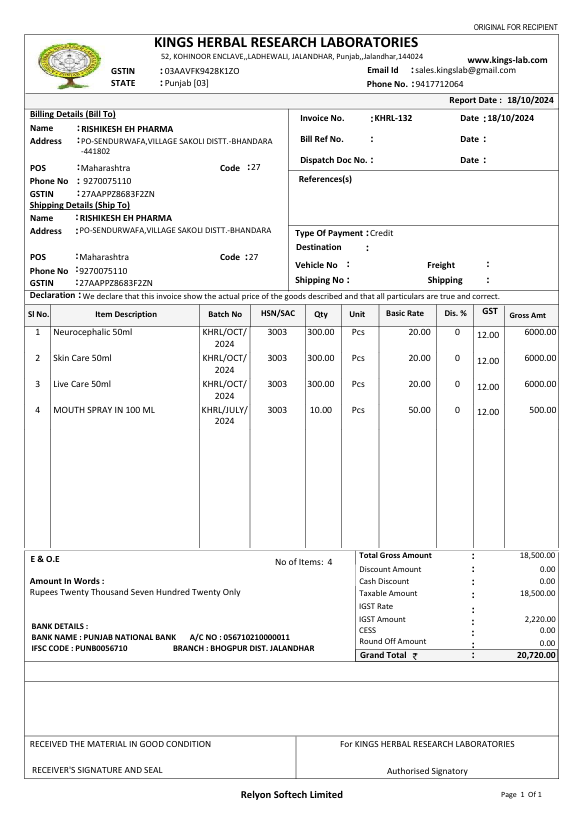 ORIGINAL FOR RECIPIENT
KINGS HERBAL RESEARCH LABORATORIES
52, KOHINOOR ENCLAVE,,LADHEWALI, JALANDHAR, Punjab,,Jalandhar,144024
www.kings-lab.com
GSTIN : 03AAVFK9428K1ZO Email Id : sales.kingslab@gmail.com
STATE : Punjab [03] Phone No. : 9417712064
Report Date : 18/10/2024
Billing Details (Bill To)
Name : RISHIKESH EH PHARMA
Address : PO-SENDURWAFA,VILLAGE SAKOLI DISTT.-BHANDARA
-441802
POS : Maharashtra Code : 27
Phone No : 9270075110
GSTIN : 27AAPPZ8683F2ZN
Invoice No. : KHRL-132 Date : 18/10/2024
Bill Ref No. : Date :
Dispatch Doc No. : Date :
References(s)
Shipping Details (Ship To)
Name : RISHIKESH EH PHARMA
Address : PO-SENDURWAFA,VILLAGE SAKOLI DISTT.-BHANDARA
POS : Maharashtra Code : 27
Phone No : 9270075110
GSTIN : 27AAPPZ8683F2ZN
Type Of Payment : Credit
Destination :
Vehicle No : Freight :
Shipping No : Shipping :
Declaration : We declare that this invoice show the actual price of the goods described and that all particulars are true and correct.
Sl No. Item Description Batch No HSN/SAC Qty Unit Basic Rate Dis. % GST Gross Amt
1 Neurocephalic 50ml KHRL/OCT/ 3003 300.00 Pcs 20.00 0 12.00 6000.00
2024
2 Skin Care 50ml KHRL/OCT/ 3003 300.00 Pcs 20.00 0 12.00 6000.00
2024
3 Live Care 50ml KHRL/OCT/ 3003 300.00 Pcs 20.00 0 12.00 6000.00
2024
4 MOUTH SPRAY IN 100 ML KHRL/JULY/ 3003 10.00 Pcs 50.00 0 12.00 500.00
2024
E & O.E No of Items: 4
Amount In Words :
Rupees Twenty Thousand Seven Hundred Twenty Only
BANK DETAILS :
BANK NAME : PUNJAB NATIONAL BANK A/C NO : 056710210000011
IFSC CODE : PUNB0056710 BRANCH : BHOGPUR DIST. JALANDHAR
Total Gross Amount : 18,500.00
Discount Amount : 0.00
Cash Discount : 0.00
Taxable Amount : 18,500.00
IGST Rate :
IGST Amount : 2,220.00
CESS : 0.00
Round Off Amount : 0.00
Grand Total ₹ : 20,720.00
RECEIVED THE MATERIAL IN GOOD CONDITION
For KINGS HERBAL RESEARCH LABORATORIES
RECEIVER'S SIGNATURE AND SEAL
Authorised Signatory
Relyon Softech Limited
Page 1 Of 1